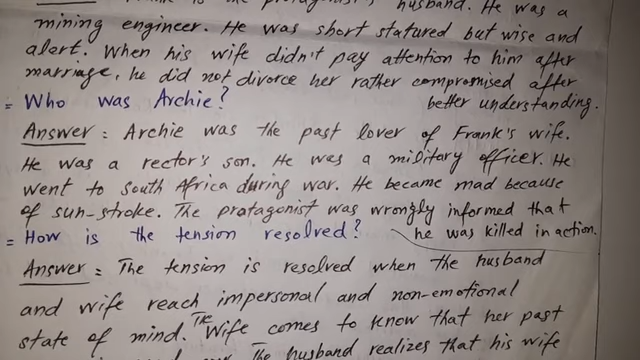 Answer: Frank is the protagonist's husband. He was a
mining engineer. He was short statured but wise and
alert. When his wife didn't pay attention to him after
marriage, he did not divorce her rather compromised after
better understanding.
= Who was Archie?
Answer: Archie was the past lover of Frank's wife.
He was a rector's son. He was a military officer. He
went to South Africa during war. He became mad because
of sun-stroke. The protagonist was wrongly informed that
he was killed in action.
= How is the tension resolved?
Answer: The tension is resolved when the husband
and wife reach impersonal and non-emotional
state of mind. The Wife comes to know that her past
The husband realizes that his wife